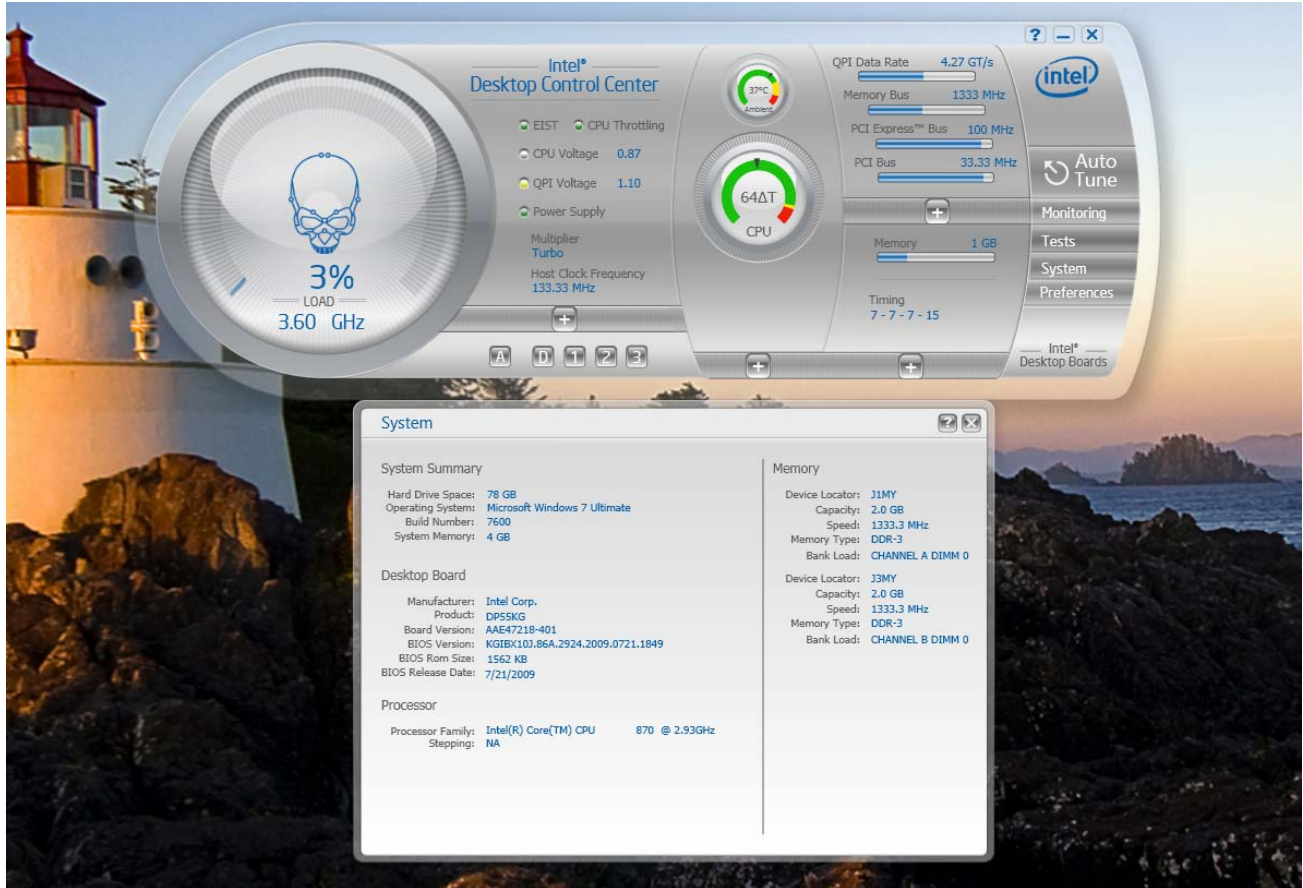 ? — X
Intel®
Desktop Control Center
EIST CPU Throttling
CPU Voltage 0.87
QPI Voltage 1.10
Power Supply
Multiplier
Turbo
Host Clock Frequency
133.33 MHz
3%
LOAD
3.60 GHz
A D 1 2 3
37°C
Ambient
64ΔT
CPU
QPI Data Rate 4.27 GT/s
Memory Bus 1333 MHz
PCI Express™ Bus 100 MHz
PCI Bus 33.33 MHz
Memory 1 GB
Timing
7 - 7 - 7 - 15
intel
Auto
Tune
Monitoring
Tests
System
Preferences
Intel®
Desktop Boards
System
System Summary
Hard Drive Space: 78 GB
Operating System: Microsoft Windows 7 Ultimate
Build Number: 7600
System Memory: 4 GB
Desktop Board
Manufacturer: Intel Corp.
Product: DP55KG
Board Version: AAE47218-401
BIOS Version: KGIBX10J.86A.2924.2009.0721.1849
BIOS Rom Size: 1562 KB
BIOS Release Date: 7/21/2009
Processor
Processor Family: Intel(R) Core(TM) CPU 870 @ 2.93GHz
Stepping: NA
Memory
Device Locator: J1MY
Capacity: 2.0 GB
Speed: 1333.3 MHz
Memory Type: DDR-3
Bank Load: CHANNEL A DIMM 0
Device Locator: J3MY
Capacity: 2.0 GB
Speed: 1333.3 MHz
Memory Type: DDR-3
Bank Load: CHANNEL B DIMM 0